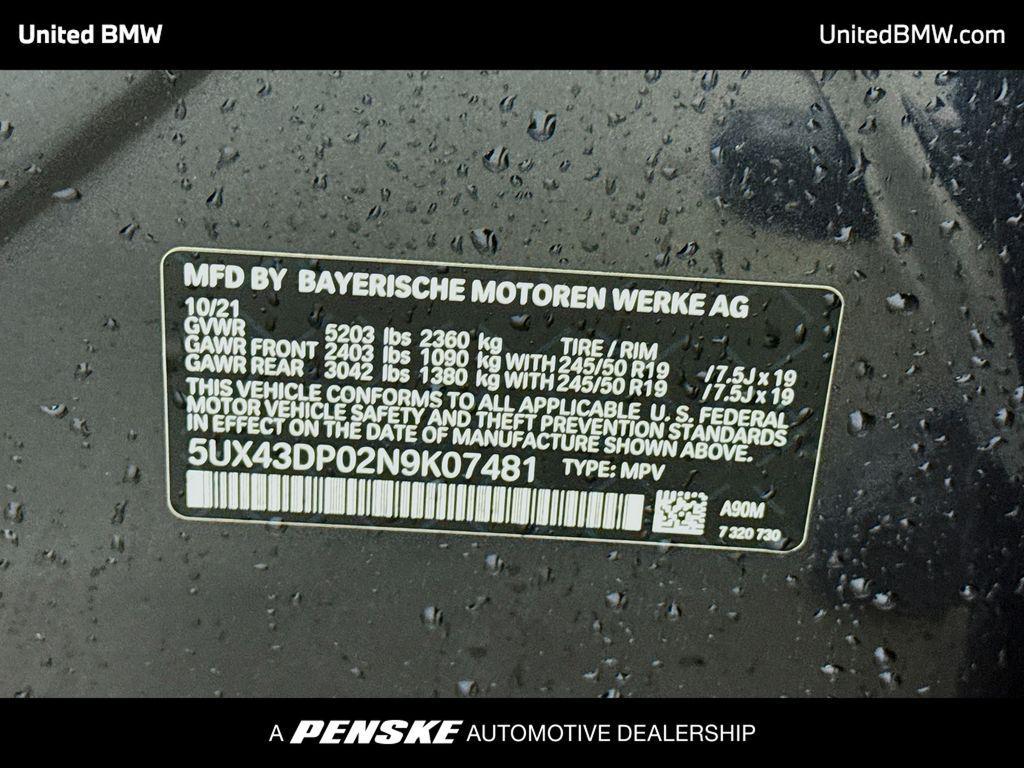 United BMW
UnitedBMW.com
MFD BY BAYERISCHE MOTOREN WERKE AG
10/21
GVWR 5203 lbs 2360 kg TIRE / RIM
GAWR FRONT 2403 lbs 1090 kg WITH 245/50 R19 /7.5J x 19
GAWR REAR 3042 lbs 1380 kg WITH 245/50 R19 /7.5J x 19
THIS VEHICLE CONFORMS TO ALL APPLICABLE U. S. FEDERAL
MOTOR VEHICLE SAFETY AND THEFT PREVENTION STANDARDS
IN EFFECT ON THE DATE OF MANUFACTURE SHOWN ABOVE.
5UX43DP02N9K07481 TYPE: MPV
A90M
7 320 730
A PENSKE AUTOMOTIVE DEALERSHIP